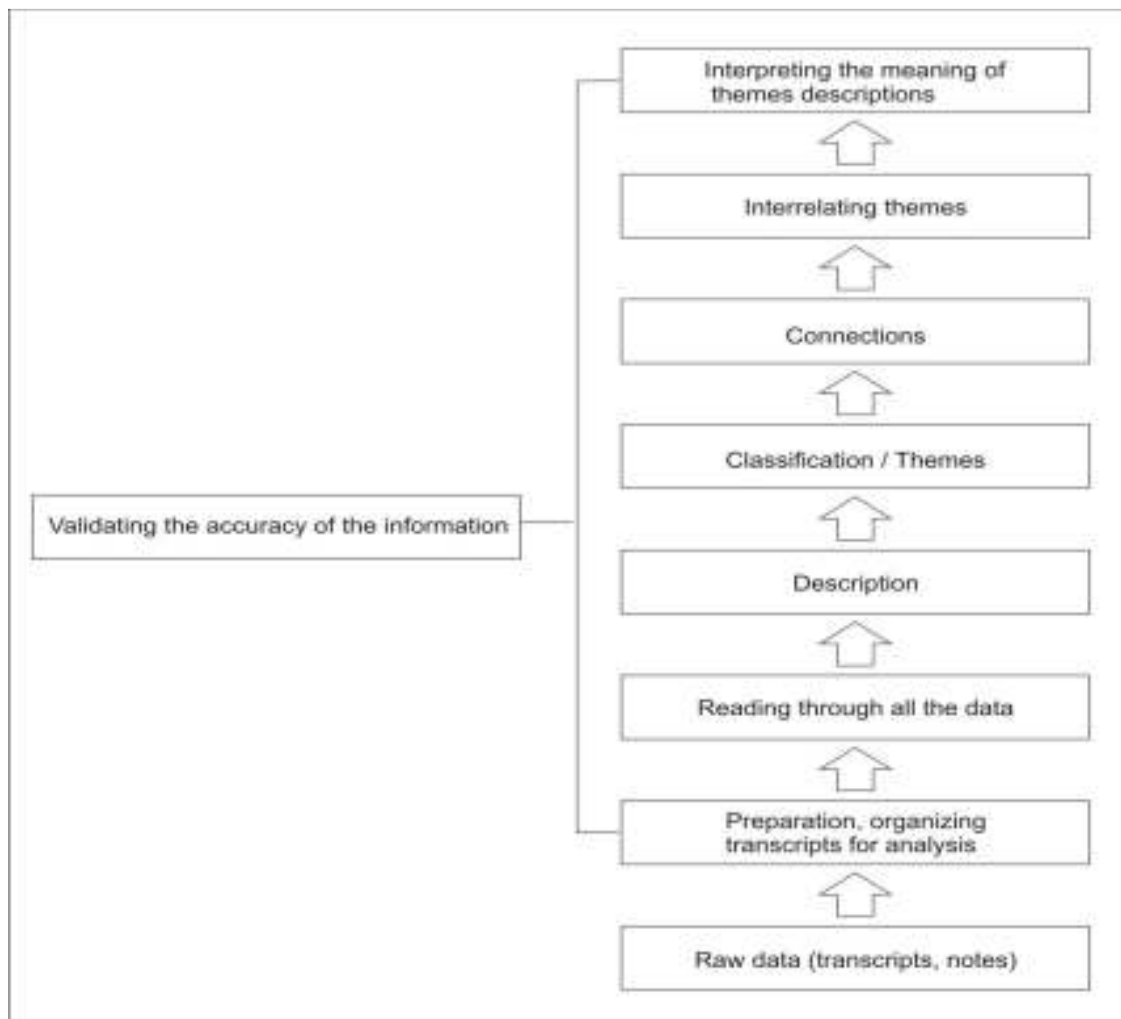 Interpreting the meaning of
themes descriptions
Interrelating themes
Connections
Classification / Themes
Validating the accuracy of the information
Description
Reading through all the data
Preparation, organizing
transcripts for analysis
Raw data (transcripts, notes)